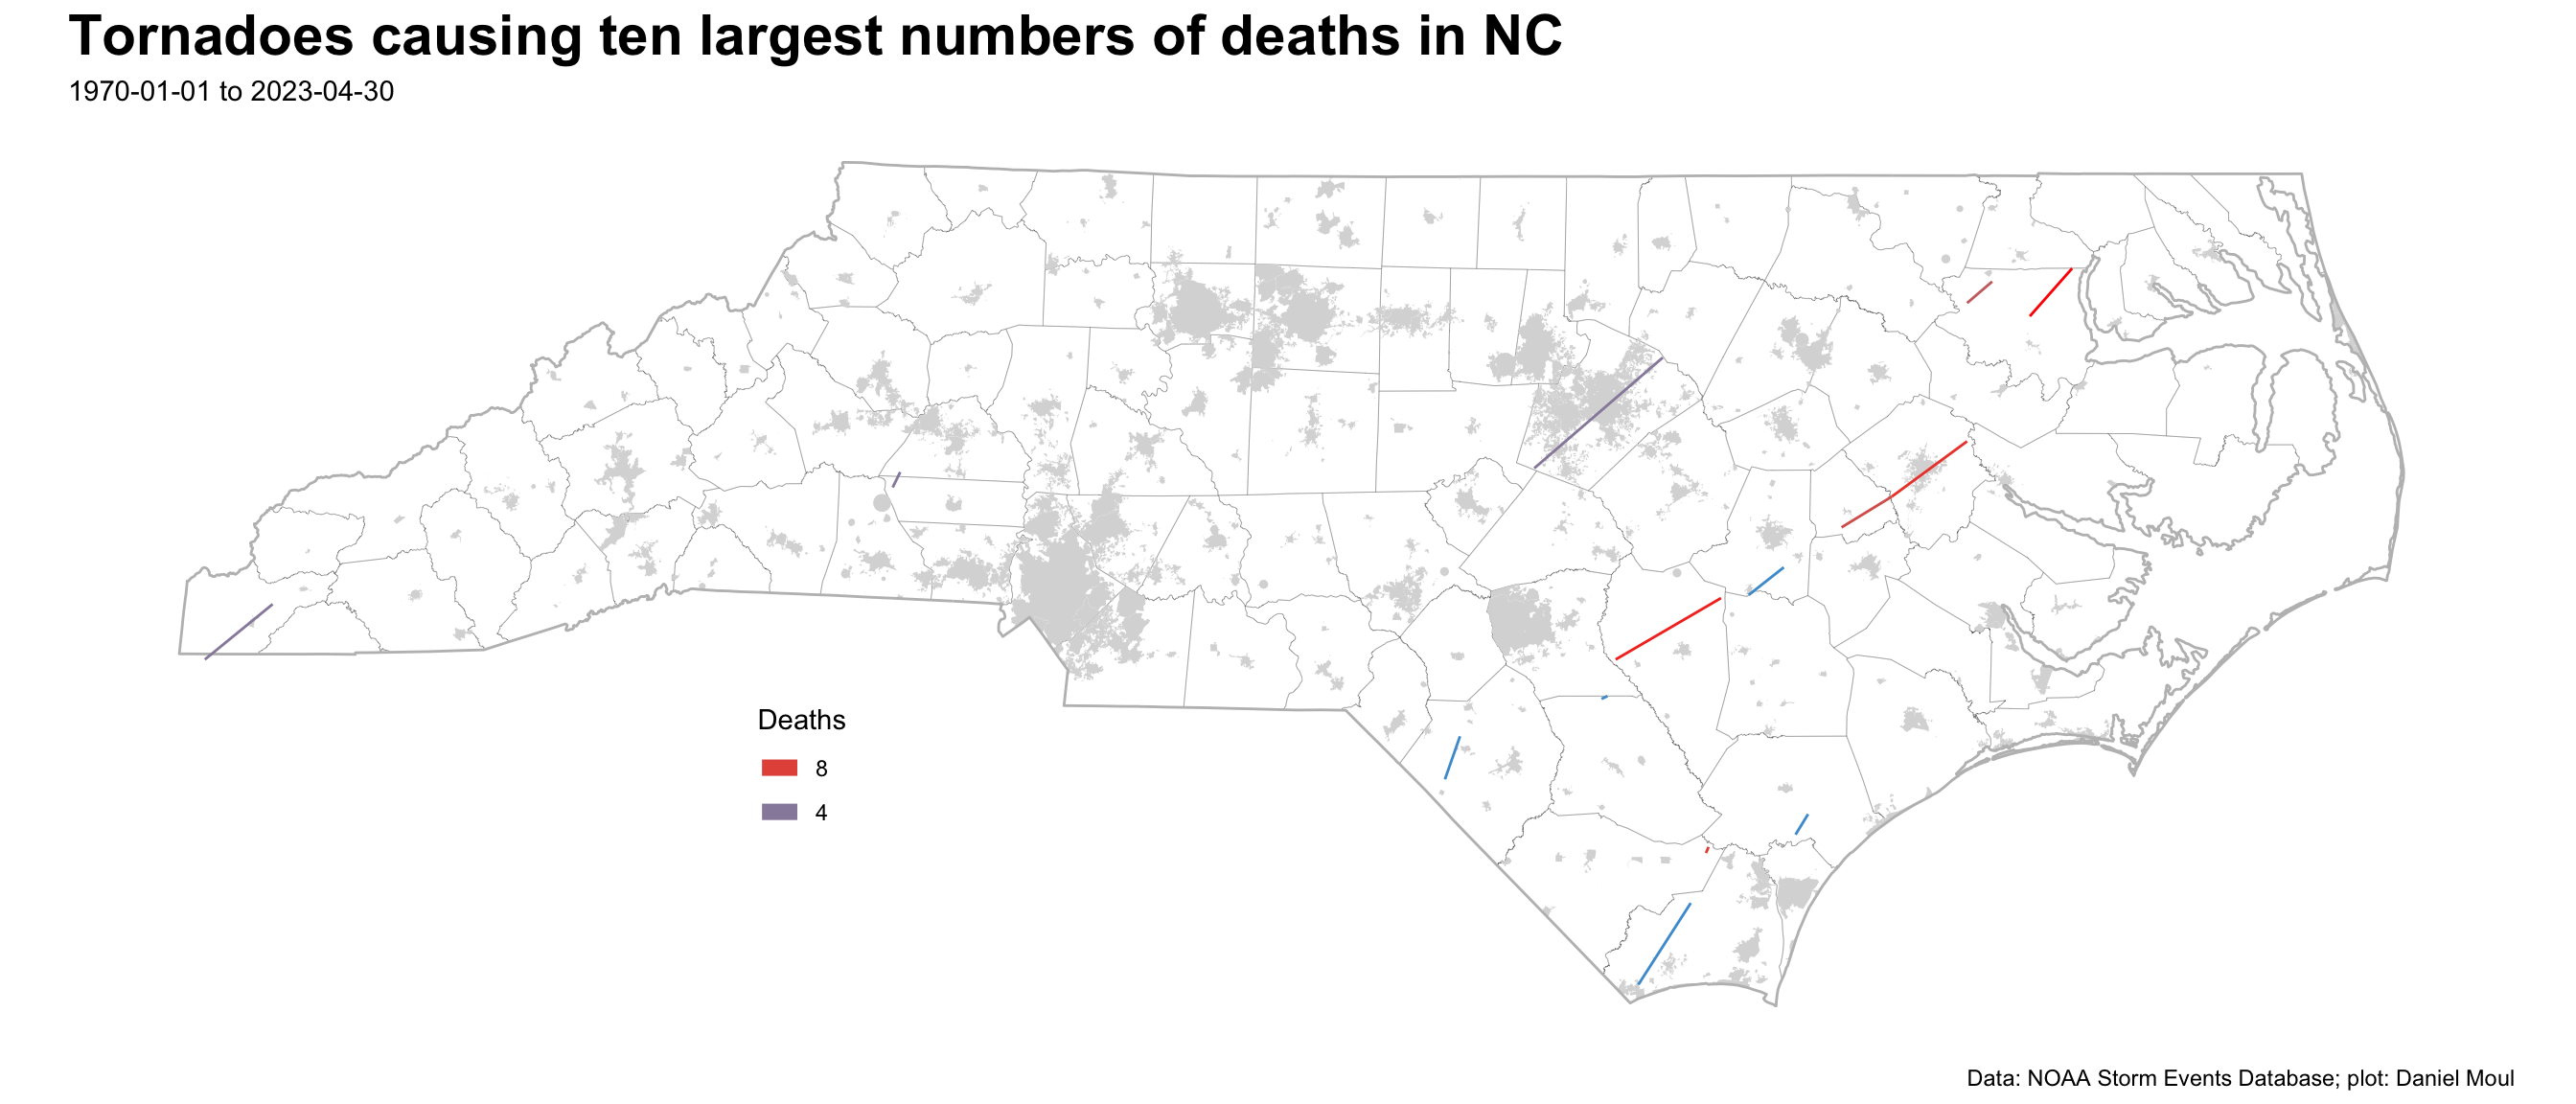 Tornadoes causing ten largest numbers of deaths in NC
1970-01-01 to 2023-04-30
Deaths
8
4
Data: NOAA Storm Events Database; plot: Daniel Moul